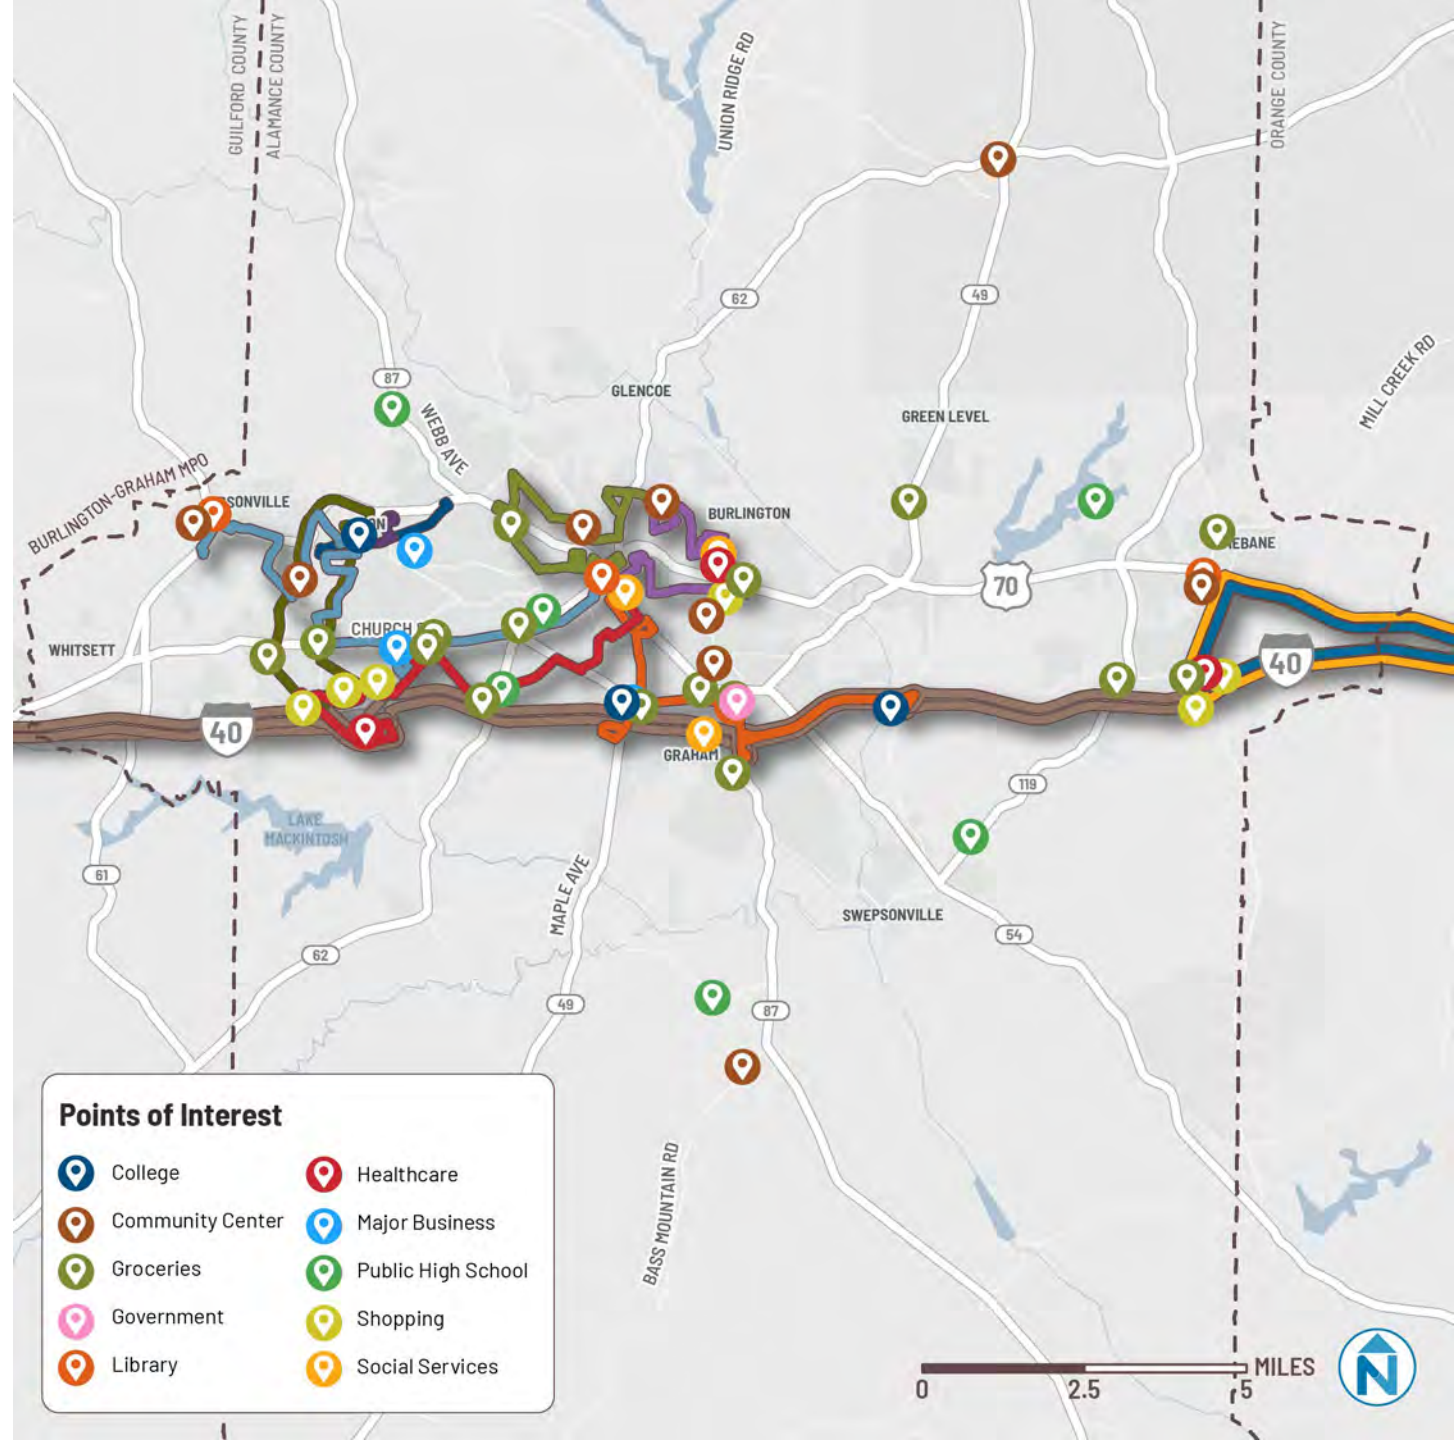 GUILFORD COUNTY
ALAMANCE COUNTY
UNION RIDGE RD
ORANGE COUNTY
62
49
MILL CREEK RD
87
GLENCOE
WEBB AVE
GREEN LEVEL
BURLINGTON-GRAHAM MPO
SONVILLE
BURLINGTON
ON
EBANE
70
CHURCH
WHITSETT
40
40
GRAHAM
119
LAKE
MACKINTOSH
61
MAPLE AVE
SWEPSONVILLE
54
62
49
87
BASS MOUNTAIN RD
Points of Interest
College
Community Center
Groceries
Government
Library
Healthcare
Major Business
Public High School
Shopping
Social Services
MILES
0 2.5 5
N